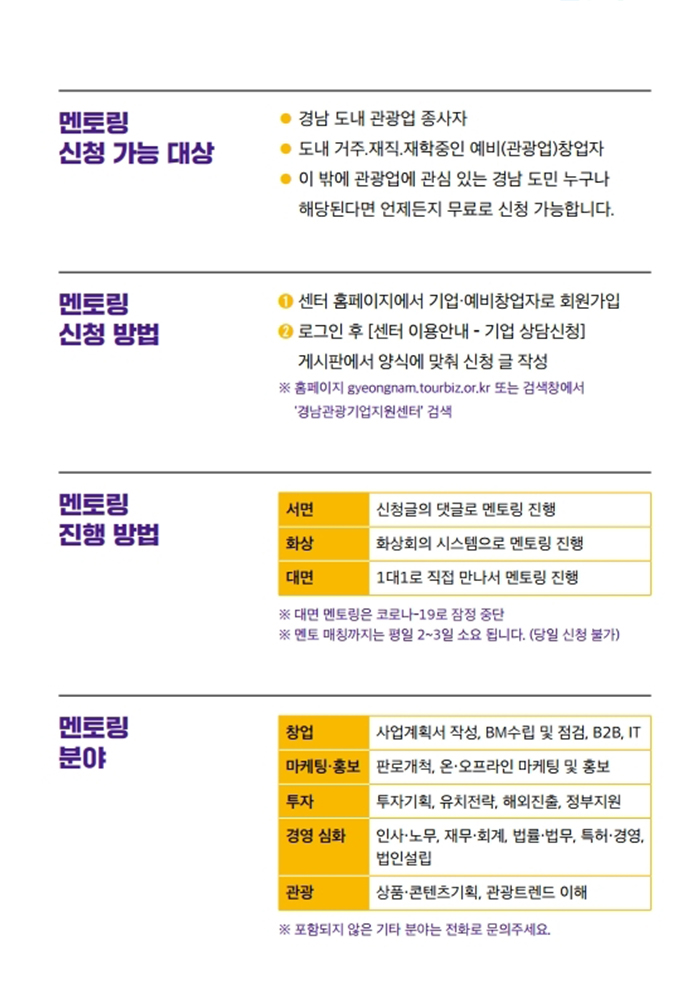 멘토링
신청 가능 대상
● 경남 도내 관광업 종사자
● 도내 거주.재직.재학중인 예비(관광업)창업자
● 이 밖에 관광업에 관심 있는 경남 도민 누구나
해당된다면 언제든지 무료로 신청 가능합니다.
멘토링
신청 방법
❶ 센터 홈페이지에서 기업·예비창업자로 회원가입
❷ 로그인 후 [센터 이용안내 - 기업 상담신청]
게시판에서 양식에 맞춰 신청 글 작성
※ 홈페이지 gyeongnam.tourbiz.or.kr 또는 검색창에서
'경남관광기업지원센터' 검색
멘토링
진행 방법
서면 신청글의 댓글로 멘토링 진행
화상 화상회의 시스템으로 멘토링 진행
대면 1대1로 직접 만나서 멘토링 진행
※ 대면 멘토링은 코로나-19로 잠정 중단
※ 멘토 매칭까지는 평일 2~3일 소요 됩니다. (당일 신청 불가)
멘토링
분야
창업 사업계획서 작성, BM수립 및 점검, B2B, IT
마케팅·홍보 판로개척, 온·오프라인 마케팅 및 홍보
투자 투자기획, 유치전략, 해외진출, 정부지원
경영 심화 인사·노무, 재무·회계, 법률·법무, 특허·경영,
법인설립
관광 상품·콘텐츠기획, 관광트렌드 이해
※ 포함되지 않은 기타 분야는 전화로 문의주세요.